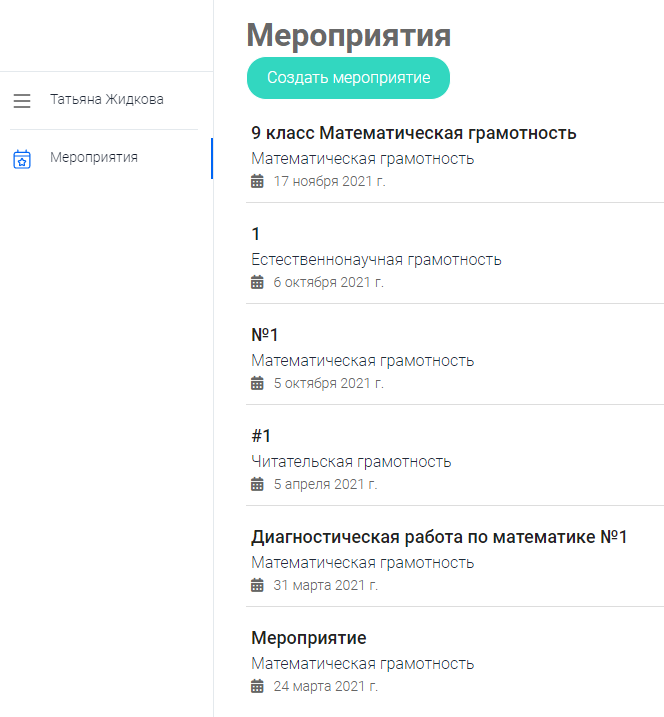 Татьяна Жидкова
Мероприятия
Мероприятия
Создать мероприятие
9 класс Математическая грамотность
Математическая грамотность
17 ноября 2021 г.
1
Естественнонаучная грамотность
6 октября 2021 г.
№1
Математическая грамотность
5 октября 2021 г.
#1
Читательская грамотность
5 апреля 2021 г.
Диагностическая работа по математике №1
Математическая грамотность
31 марта 2021 г.
Мероприятие
Математическая грамотность
24 марта 2021 г.